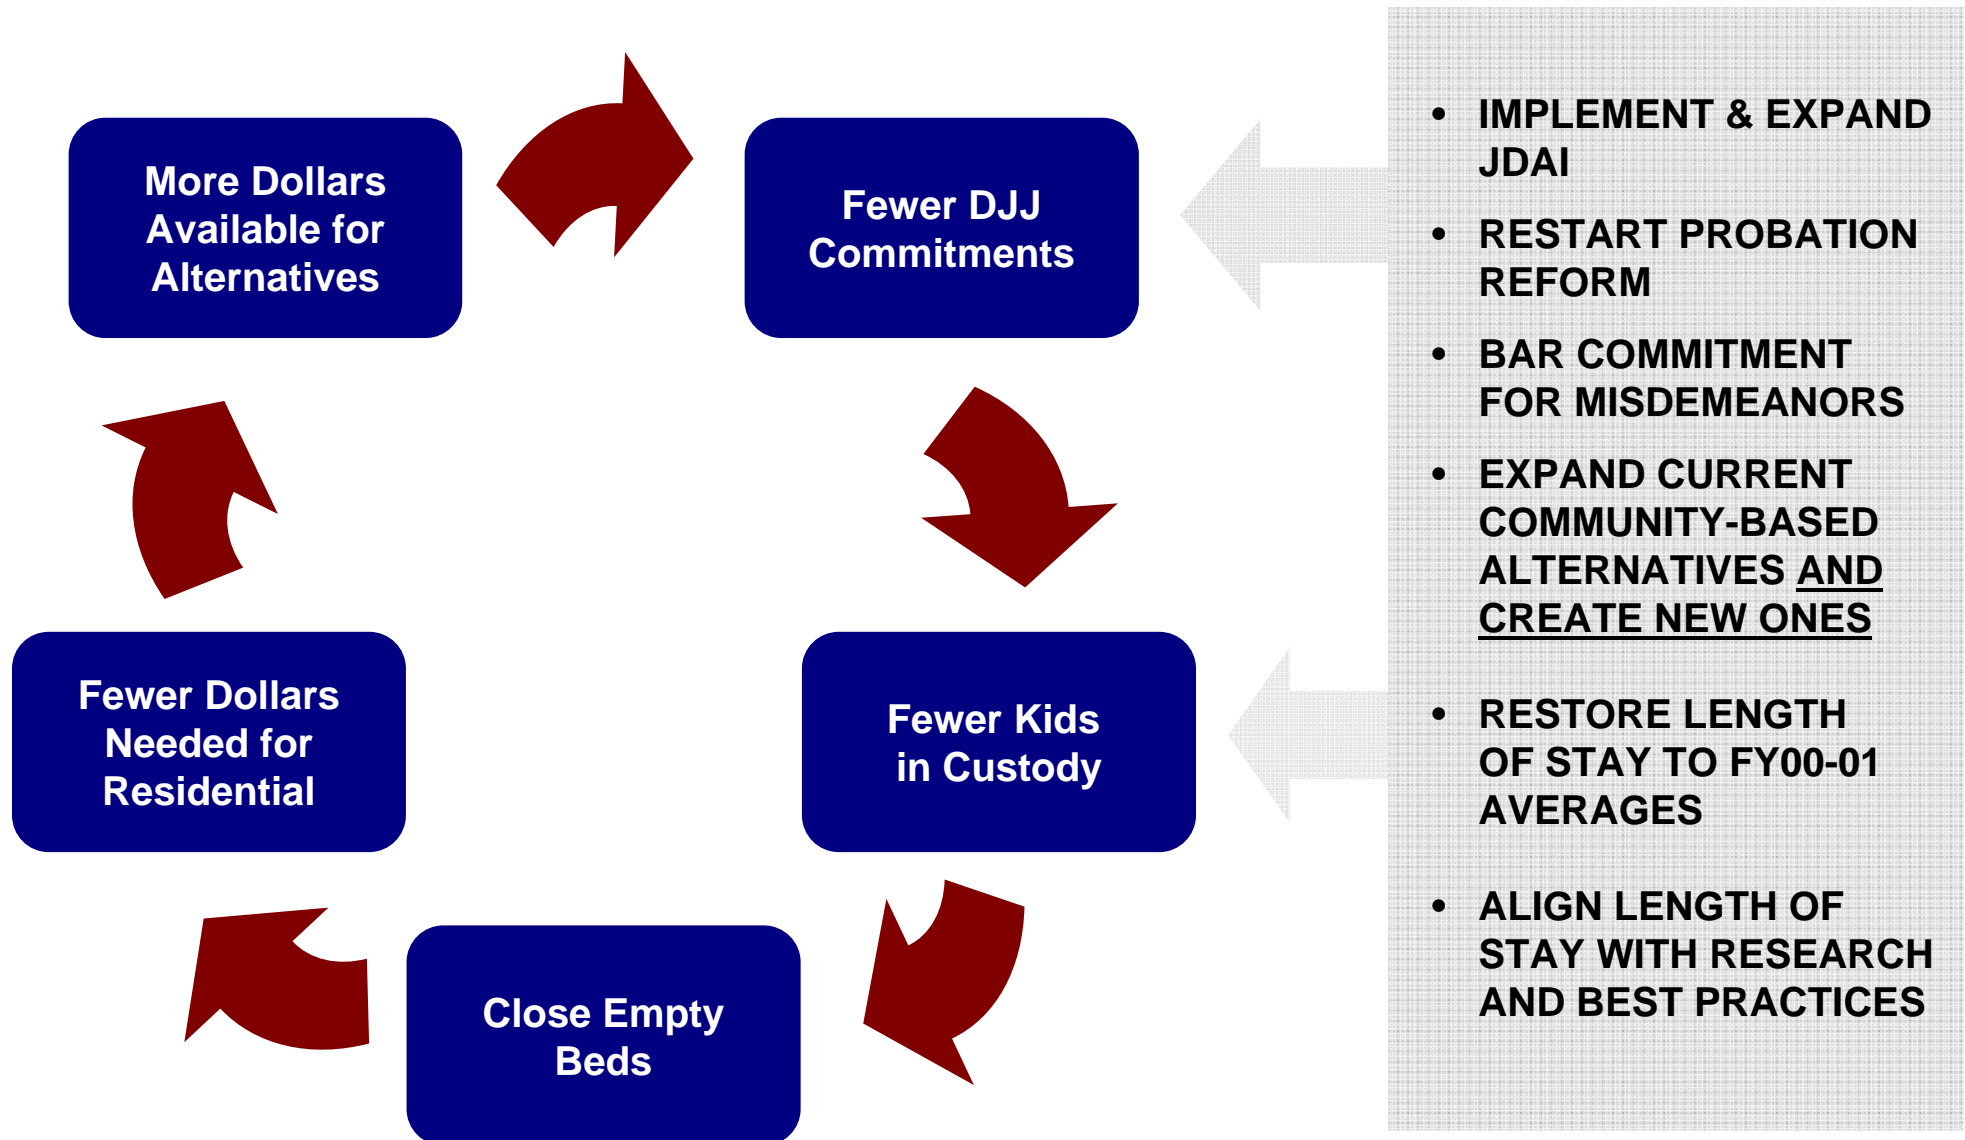 More Dollars
Available for
Alternatives
Fewer DJJ
Commitments
Fewer Kids
in Custody
Close Empty
Beds
Fewer Dollars
Needed for
Residential
• IMPLEMENT & EXPAND
JDAI
• RESTART PROBATION
REFORM
• BAR COMMITMENT
FOR MISDEMEANORS
• EXPAND CURRENT
COMMUNITY-BASED
ALTERNATIVES AND
CREATE NEW ONES
• RESTORE LENGTH
OF STAY TO FY00-01
AVERAGES
• ALIGN LENGTH OF
STAY WITH RESEARCH
AND BEST PRACTICES